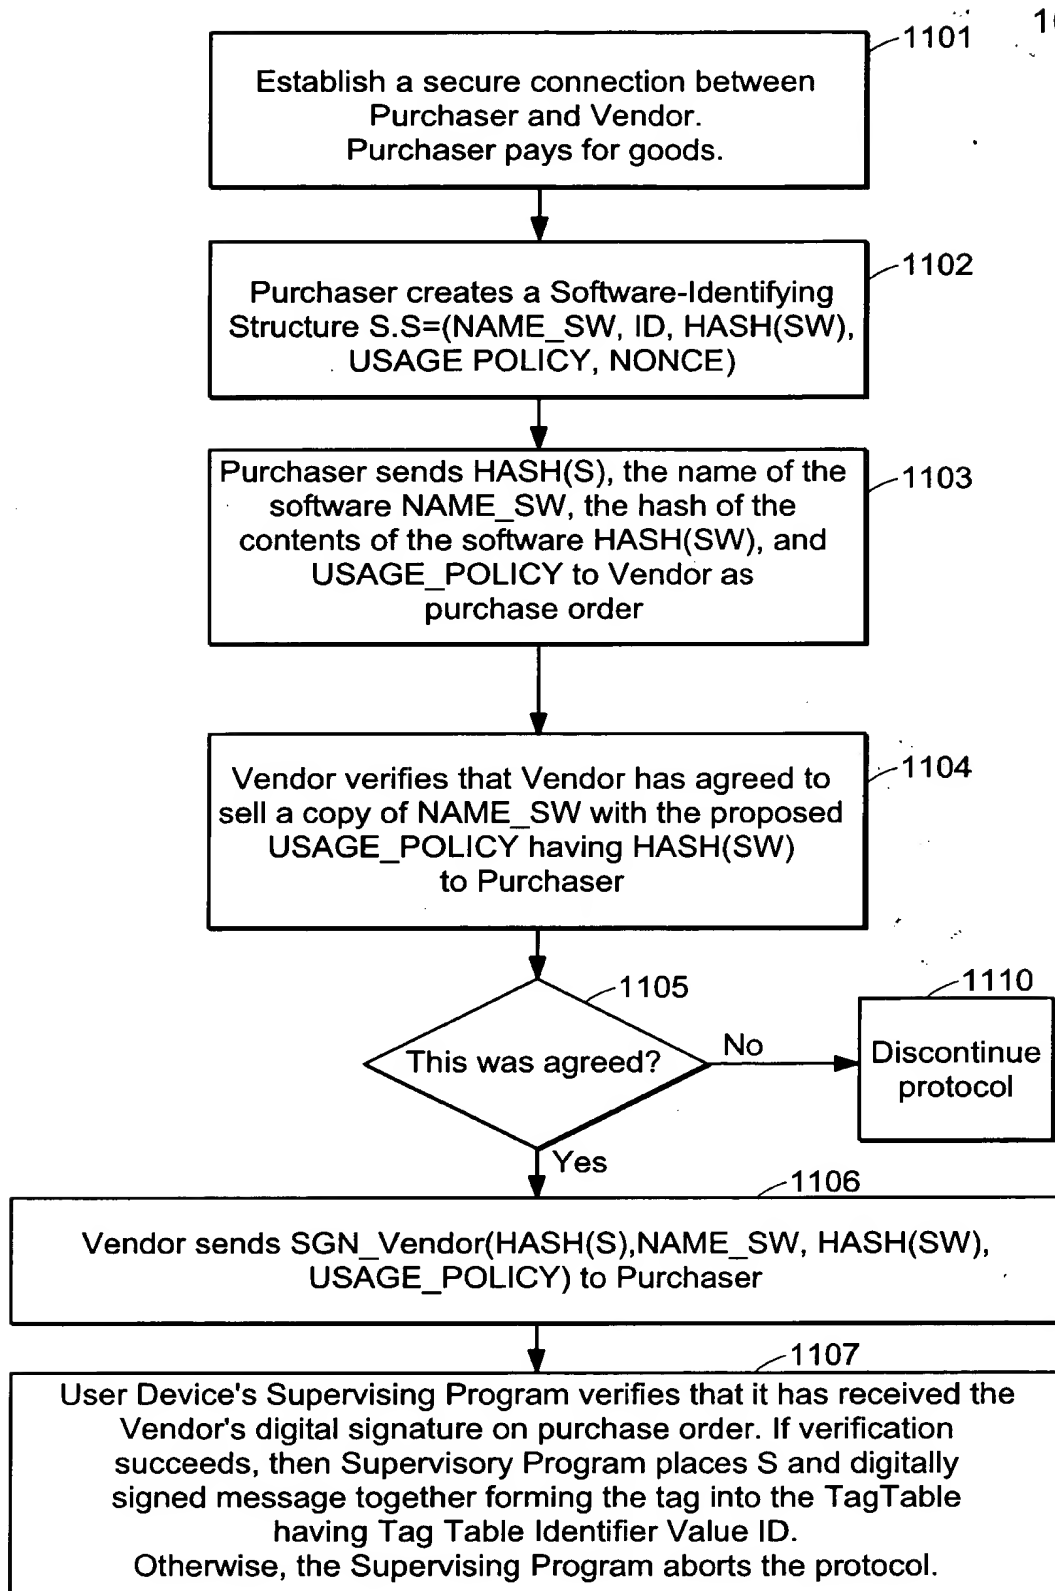 1101
Establish a secure connection between
Purchaser and Vendor.
Purchaser pays for goods.
1102
Purchaser creates a Software-Identifying
Structure S.S=(NAME_SW, ID, HASH(SW),
USAGE POLICY, NONCE)
1103
Purchaser sends HASH(S), the name of the
software NAME_SW, the hash of the
contents of the software HASH(SW), and
USAGE_POLICY to Vendor as
purchase order
1104
Vendor verifies that Vendor has agreed to
sell a copy of NAME_SW with the proposed
USAGE_POLICY having HASH(SW)
to Purchaser
1105
This was agreed?
No
1110
Discontinue
protocol
Yes
1106
Vendor sends SGN_Vendor(HASH(S),NAME_SW, HASH(SW),
USAGE_POLICY) to Purchaser
1107
User Device's Supervising Program verifies that it has received the
Vendor's digital signature on purchase order. If verification
succeeds, then Supervisory Program places S and digitally
signed message together forming the tag into the TagTable
having Tag Table Identifier Value ID.
Otherwise, the Supervising Program aborts the protocol.